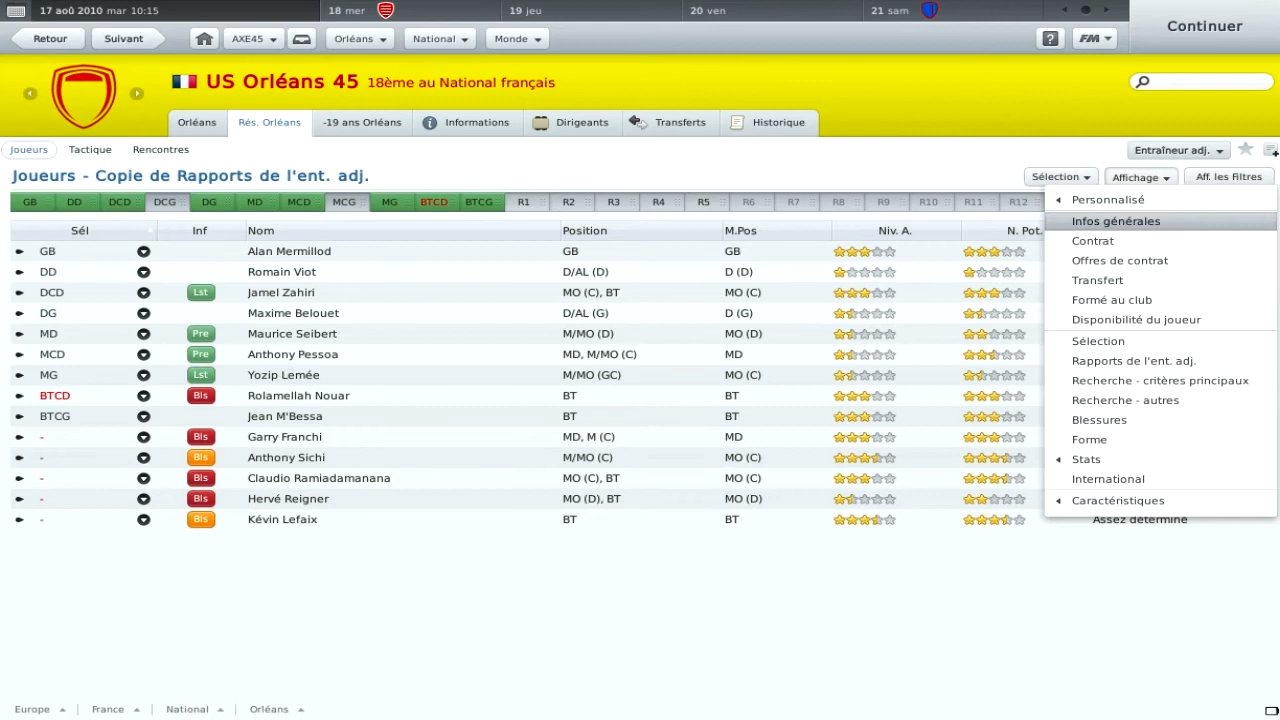 17 aoû 2010 mar 10:15 18 mer 19 jeu 20 ven 21 sam
Continuer
Retour Suivant AXE45 Orléans National Monde ? FM
US Orléans 45 18ème au National français
Orléans Rés. Orléans -19 ans Orléans Informations Dirigeants Transferts Historique
Joueurs Tactique Rencontres Entraîneur adj.
Joueurs - Copie de Rapports de l'ent. adj. Sélection Affichage Aff. les Filtres
GB DD DCD DCG DG MD MCD MCG MG BTCD BTCG R1 R2 R3 R4 R5 R6 R7 R8 R9 R10 R11 R12
Sél Inf Nom Position M.Pos Niv. A. N. Pot.
GB Alan Mermillod GB GB
DD Romain Viot D/AL (D) D (D)
DCD Lst Jamel Zahiri MO (C), BT MO (C)
DG Maxime Belouet D/AL (G) D (G)
MD Pre Maurice Seibert M/MO (D) MO (D)
MCD Pre Anthony Pessoa MD, M/MO (C) MD
MG Lst Yozip Lemée M/MO (GC) MO (C)
BTCD Bls Rolamellah Nouar BT BT
BTCG Jean M'Bessa BT BT
- Bls Garry Franchi MD, M (C) MD
- Bls Anthony Sichi M/MO (C) MO (C)
- Bls Claudio Ramiadamanana MO (C), BT MO (C)
- Bls Hervé Reigner MO (D), BT MO (D)
- Bls Kévin Lefaix BT BT Assez déterminé
Personnalisé
Infos générales
Contrat
Offres de contrat
Transfert
Formé au club
Disponibilité du joueur
Sélection
Rapports de l'ent. adj.
Recherche - critères principaux
Recherche - autres
Blessures
Forme
Stats
International
Caractéristiques
Europe France National Orléans